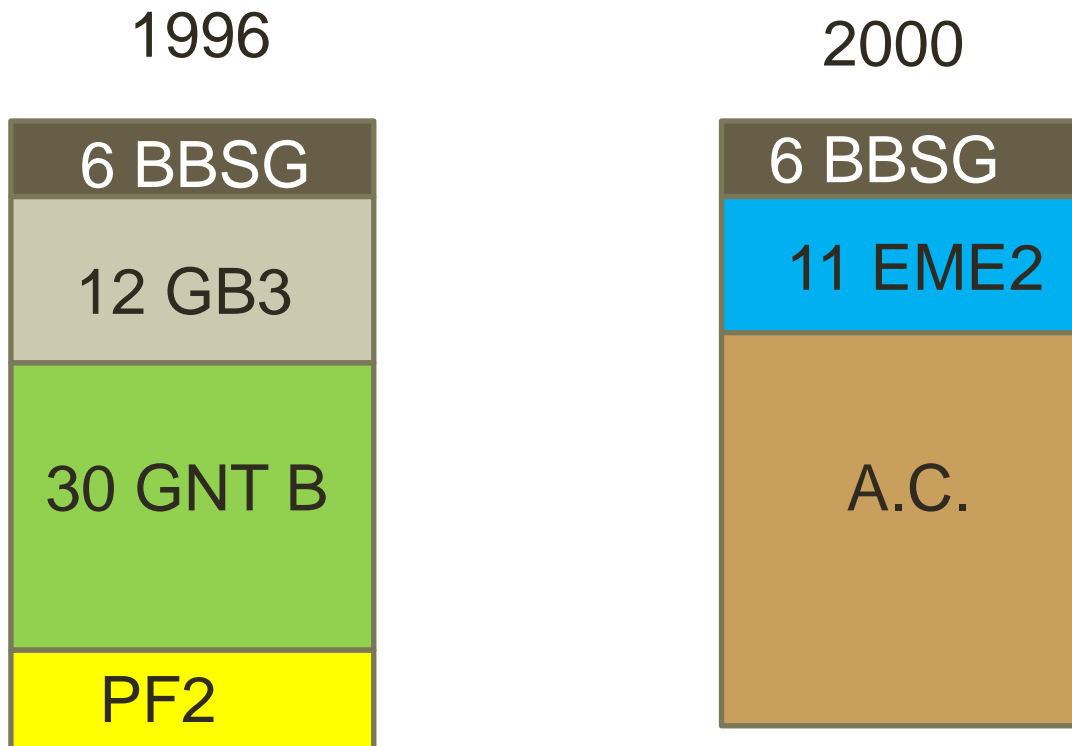 1996
6 BBSG
12 GB3
30 GNT B
PF2
2000
6 BBSG
11 EME2
A.C.